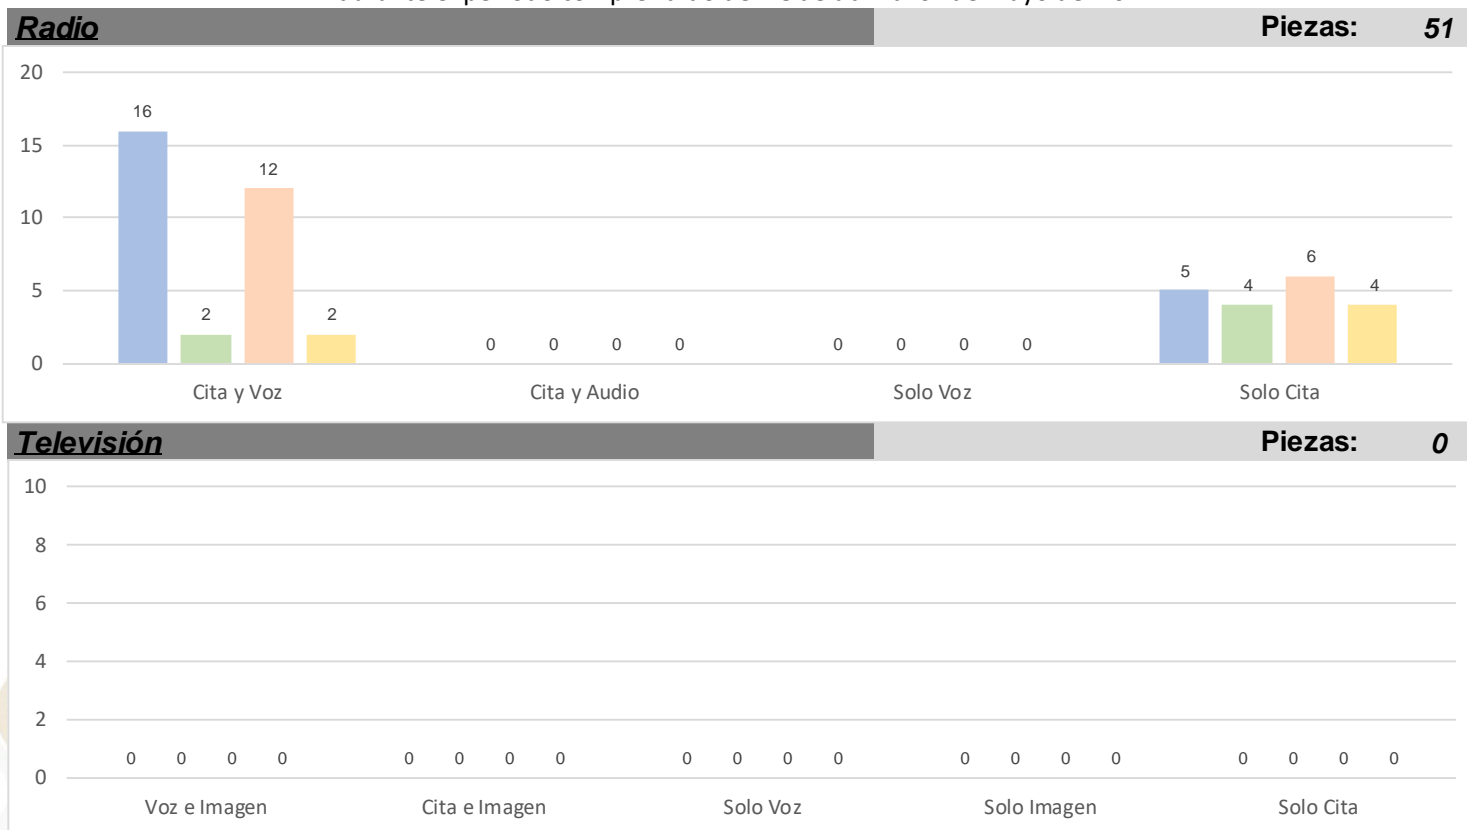 Radio Piezas: 51
20
15
10
5
0
16 2 12 2
0 0 0 0
0 0 0 0
5 4 6 4
Cita y Voz Cita y Audio Solo Voz Solo Cita
Televisión Piezas: 0
10
8
6
4
2
0
0 0 0 0
0 0 0 0
0 0 0 0
0 0 0 0
0 0 0 0
Voz e Imagen Cita e Imagen Solo Voz Solo Imagen Solo Cita